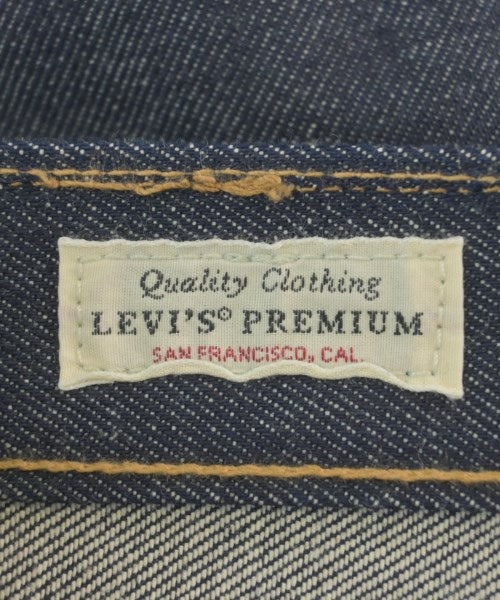 Quality Clothing
LEVI'S® PREMIUM
SAN FRANCISCO, CAL.